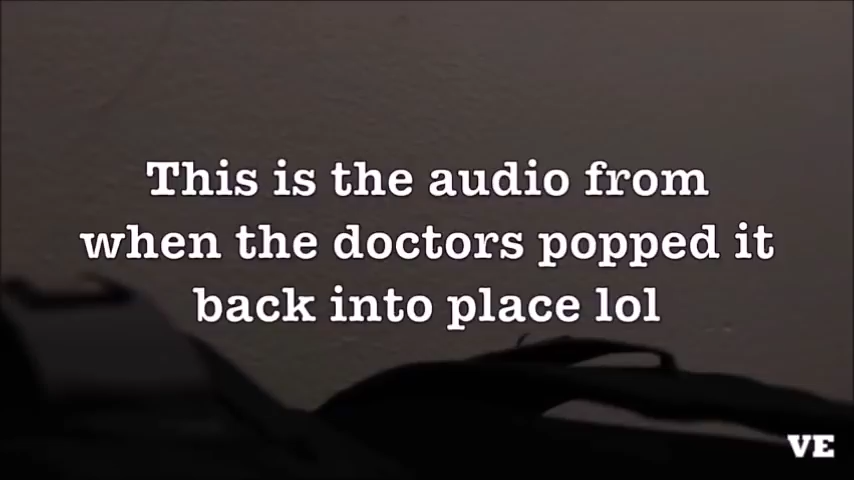 This is the audio from
when the doctors popped it
back into place lol
VE